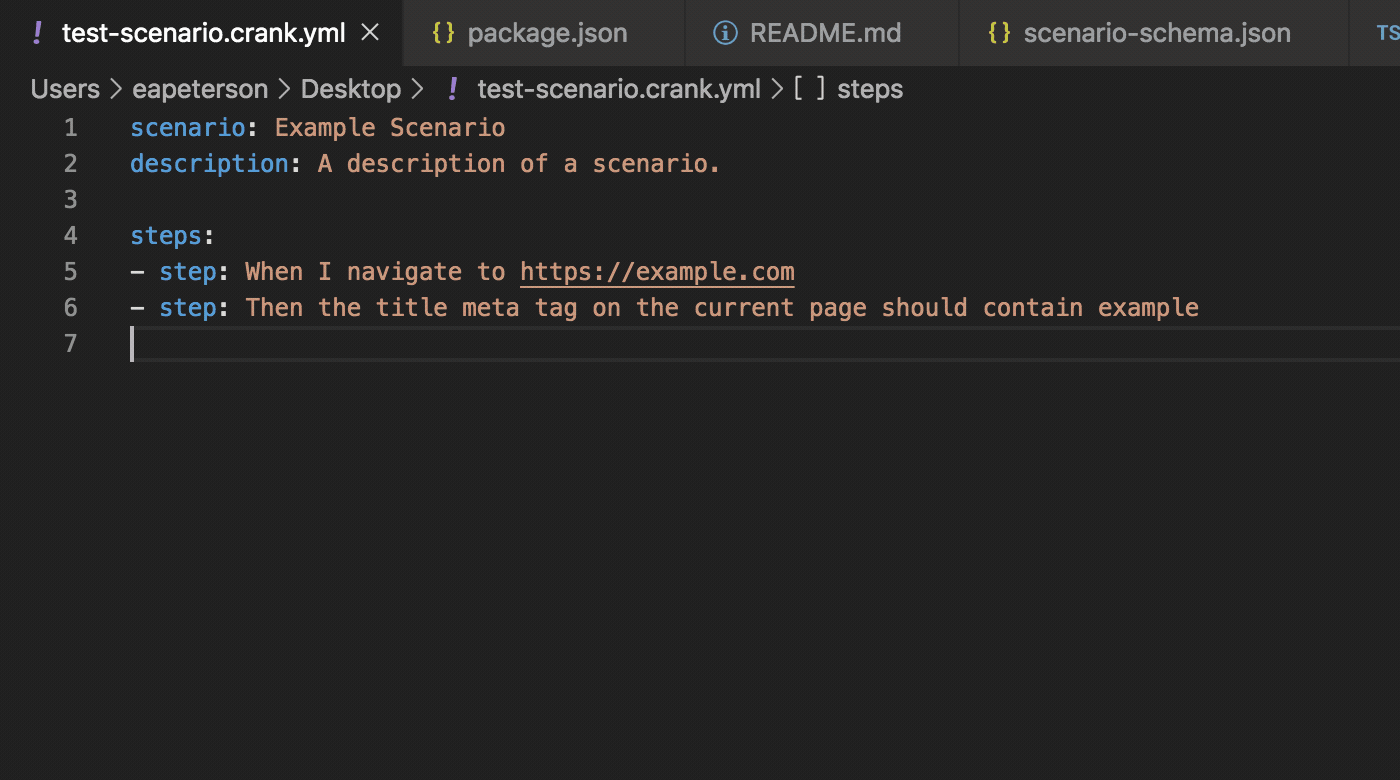 test-scenario.crank.yml package.json README.md scenario-schema.json TS
Users > eapeterson > Desktop > ! test-scenario.crank.yml > [ ] steps
1 scenario: Example Scenario
2 description: A description of a scenario.
3
4 steps:
5 - step: When I navigate to https://example.com
6 - step: Then the title meta tag on the current page should contain example
7